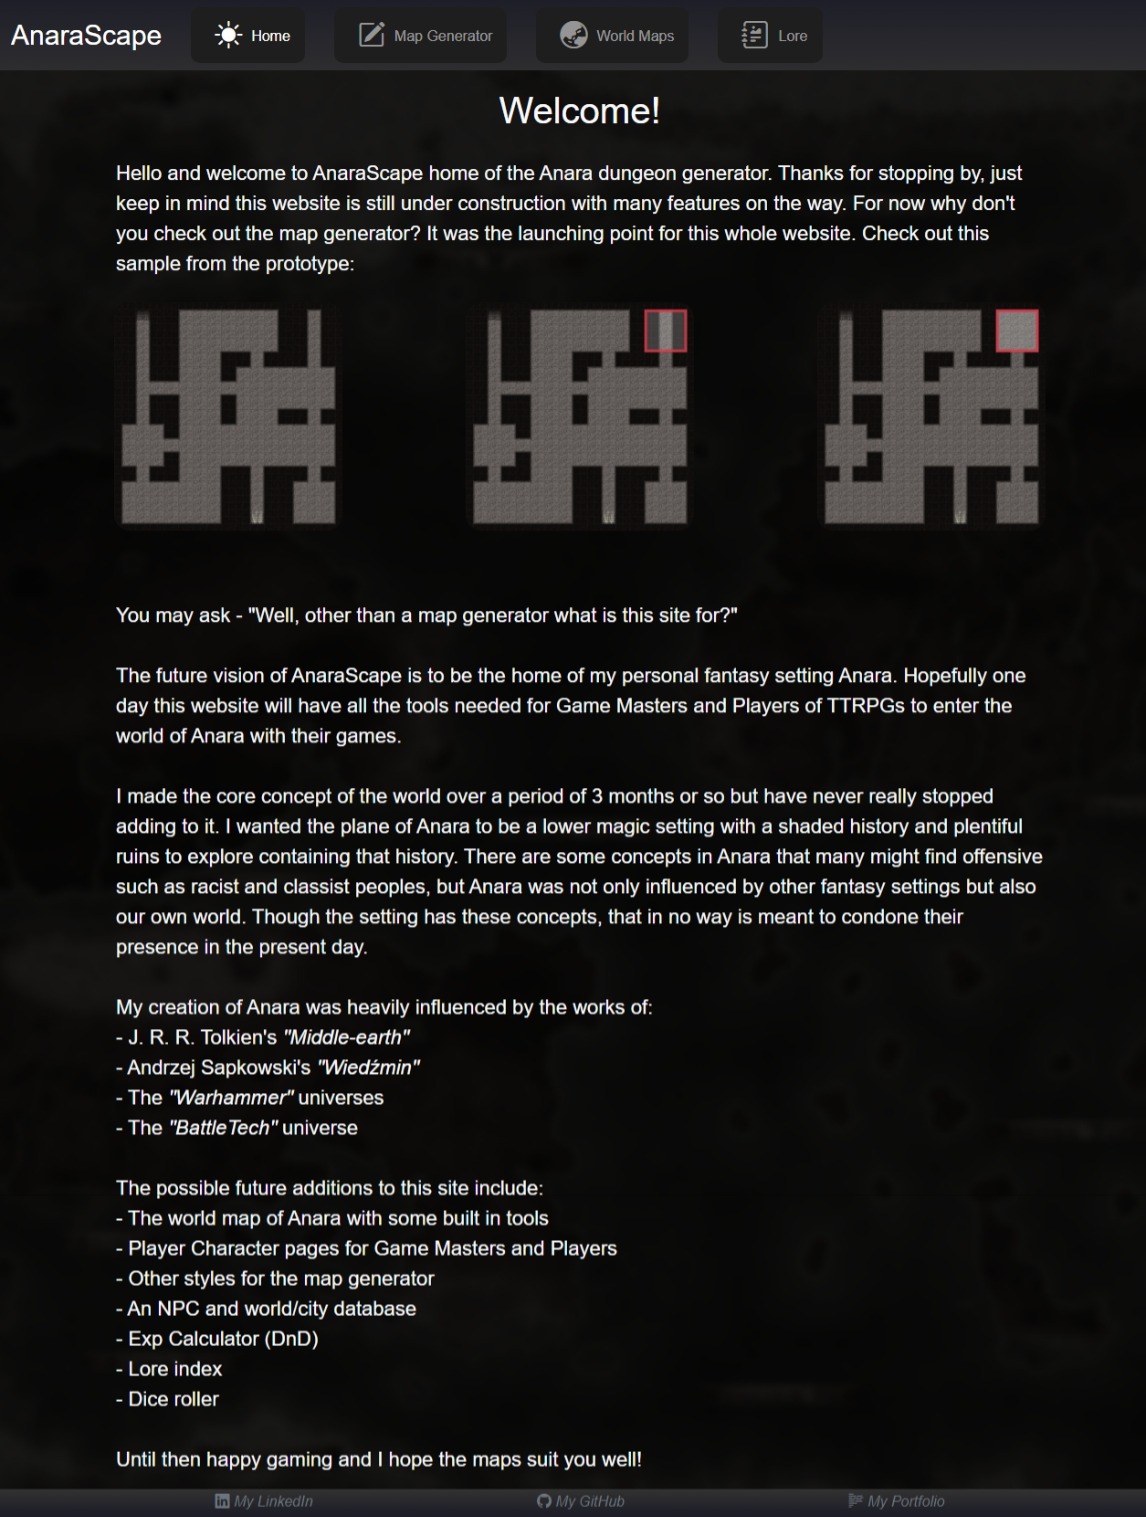 AnaraScape
Home
Map Generator
World Maps
Lore
Welcome!
Hello and welcome to AnaraScape home of the Anara dungeon generator. Thanks for stopping by, just
keep in mind this website is still under construction with many features on the way. For now why don't
you check out the map generator? It was the launching point for this whole website. Check out this
sample from the prototype:
You may ask - "Well, other than a map generator what is this site for?"
The future vision of AnaraScape is to be the home of my personal fantasy setting Anara. Hopefully one
day this website will have all the tools needed for Game Masters and Players of TTRPGs to enter the
world of Anara with their games.
I made the core concept of the world over a period of 3 months or so but have never really stopped
adding to it. I wanted the plane of Anara to be a lower magic setting with a shaded history and plentiful
ruins to explore containing that history. There are some concepts in Anara that many might find offensive
such as racist and classist peoples, but Anara was not only influenced by other fantasy settings but also
our own world. Though the setting has these concepts, that in no way is meant to condone their
presence in the present day.
My creation of Anara was heavily influenced by the works of:
- J. R. R. Tolkien's "Middle-earth"
- Andrzej Sapkowski's "Wiedźmin"
- The "Warhammer" universes
- The "BattleTech" universe
The possible future additions to this site include:
- The world map of Anara with some built in tools
- Player Character pages for Game Masters and Players
- Other styles for the map generator
- An NPC and world/city database
- Exp Calculator (DnD)
- Lore index
- Dice roller
Until then happy gaming and I hope the maps suit you well!
My LinkedIn
My GitHub
My Portfolio